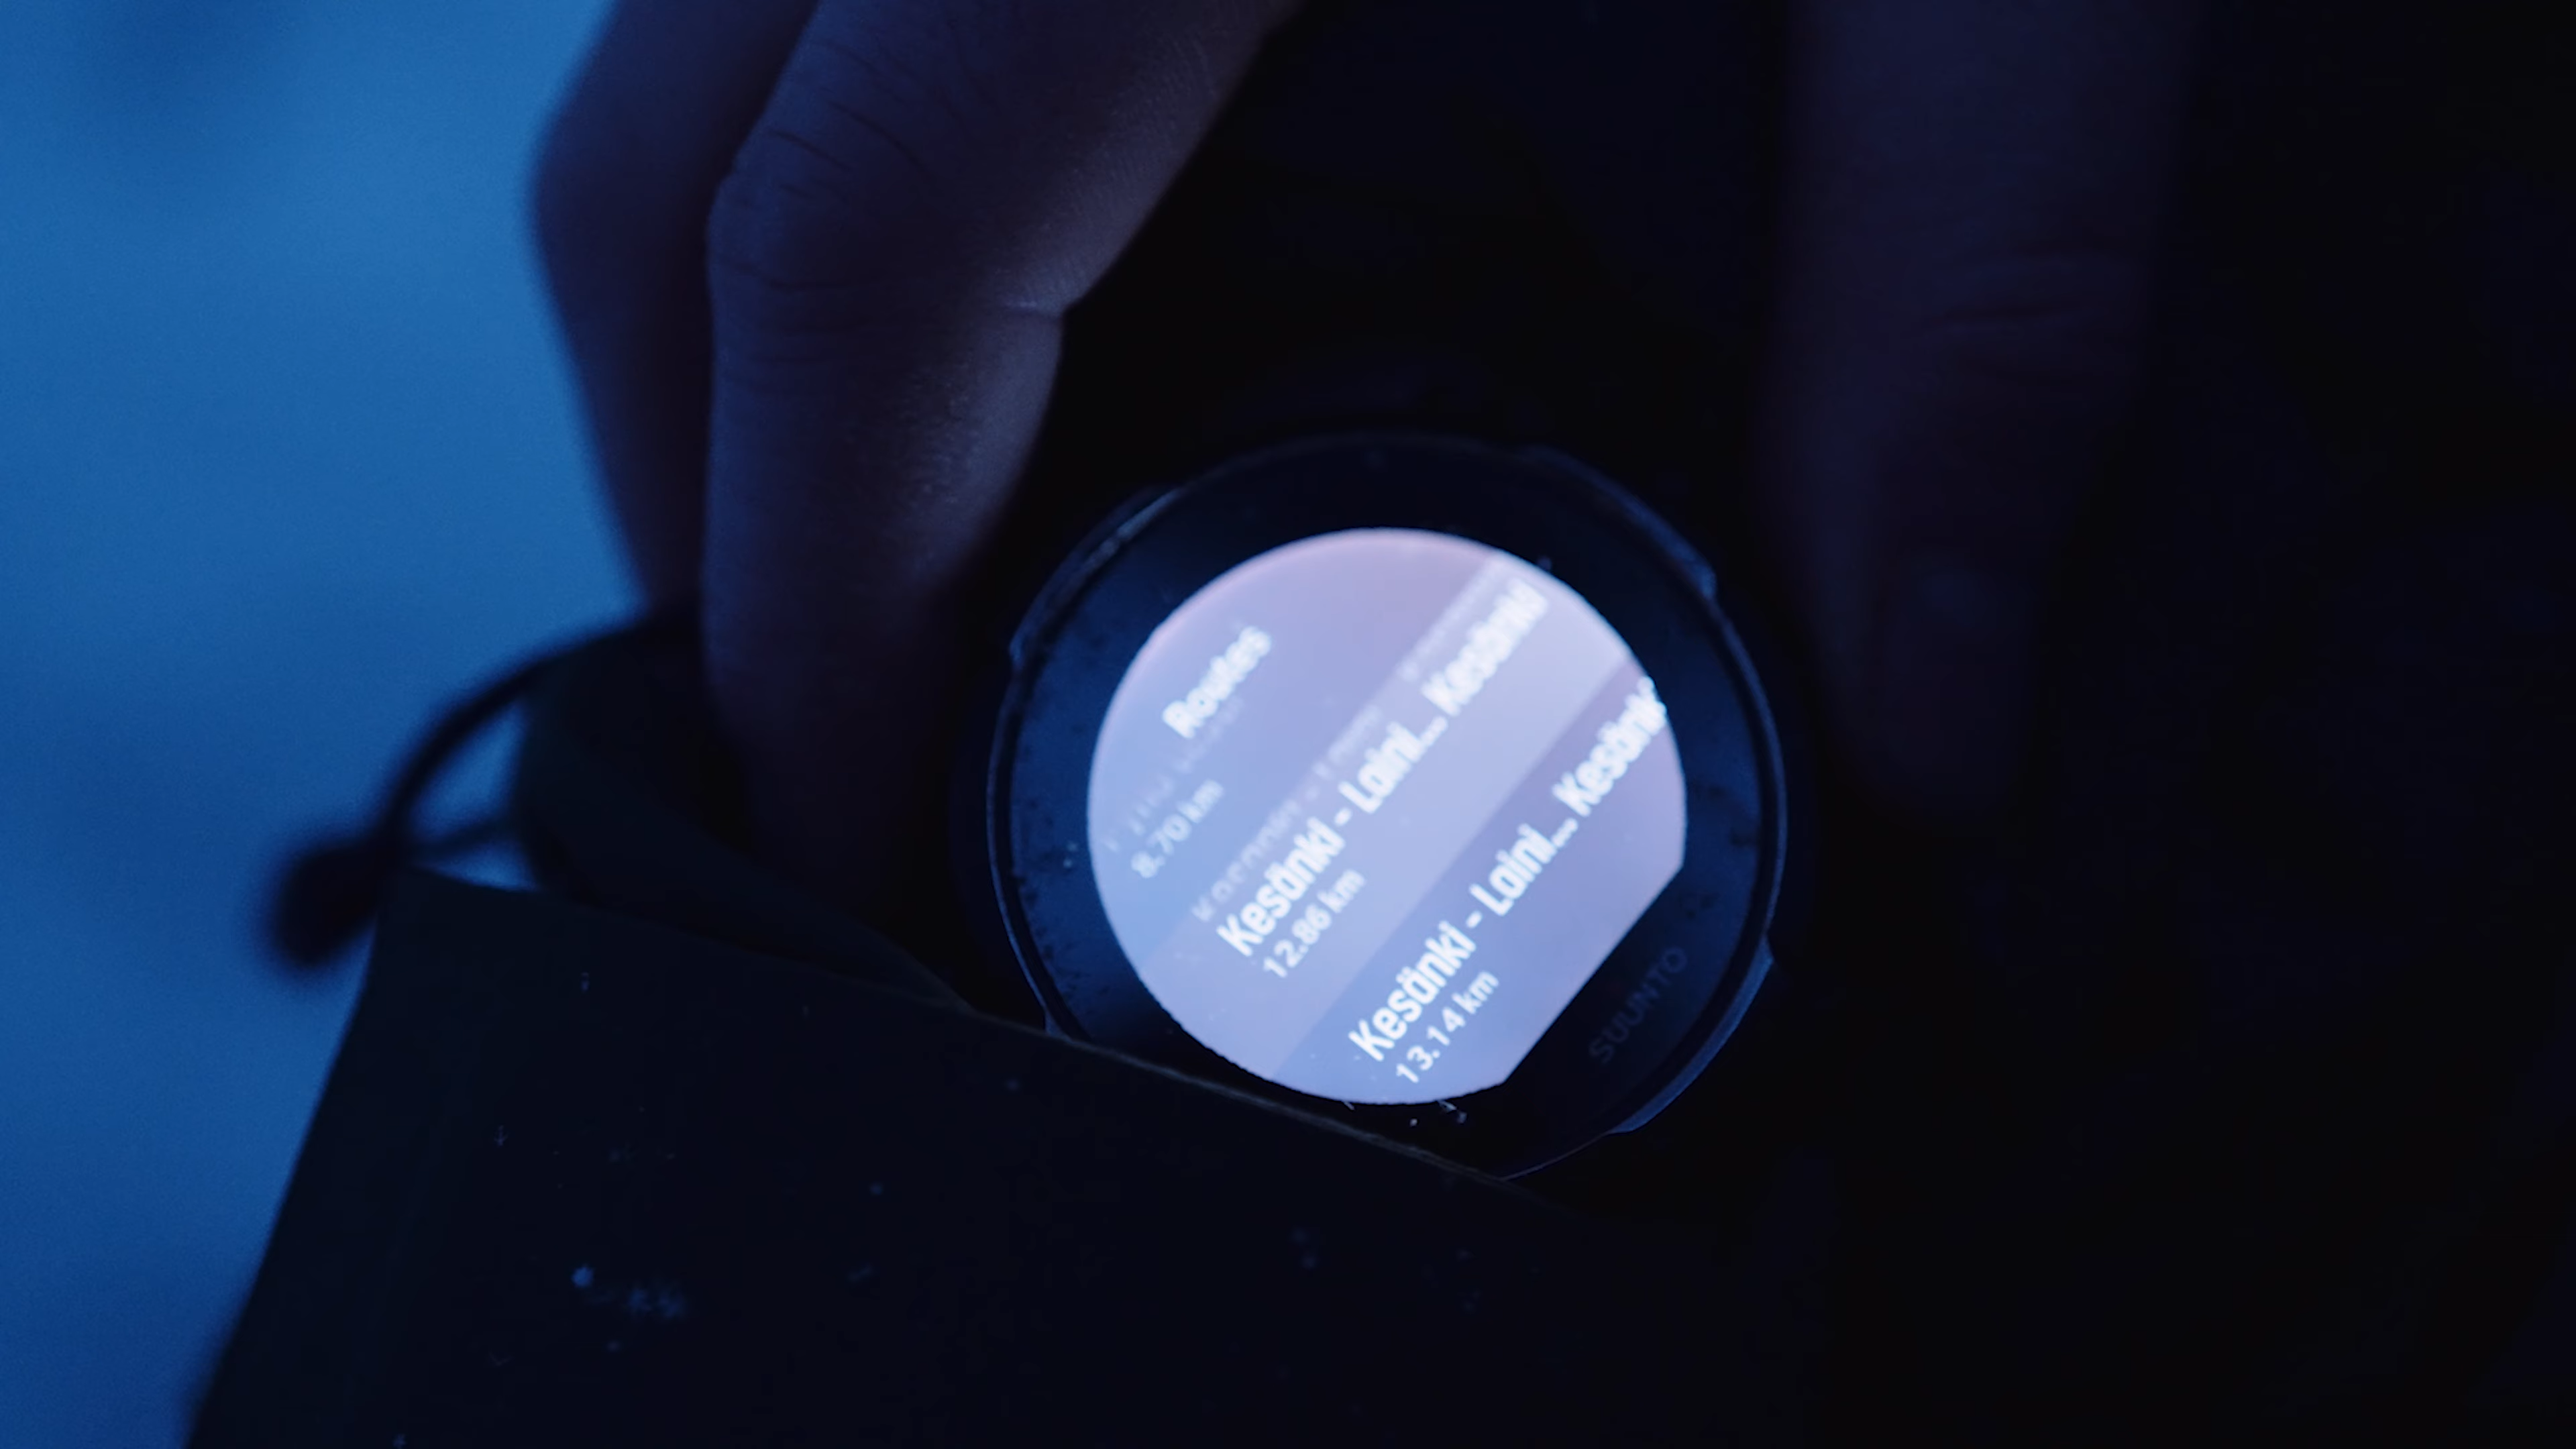 Routes
8.70 km
Kesänki - Laini... Kesänki
12.86 km
Kesänki - Laini... Kesänki
13.14 km
SUUNTO